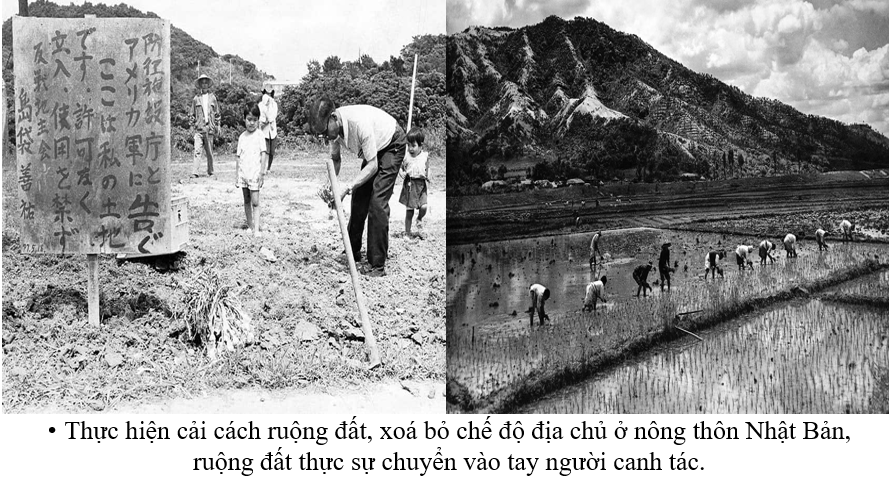 防衛施設庁と
アメリカ軍に告ぐ
ここは私の土地
です、許可なく
立入、使用を禁ず
反戦地主会
島袋善祐
• Thực hiện cải cách ruộng đất, xoá bỏ chế độ địa chủ ở nông thôn Nhật Bản,
ruộng đất thực sự chuyển vào tay người canh tác.